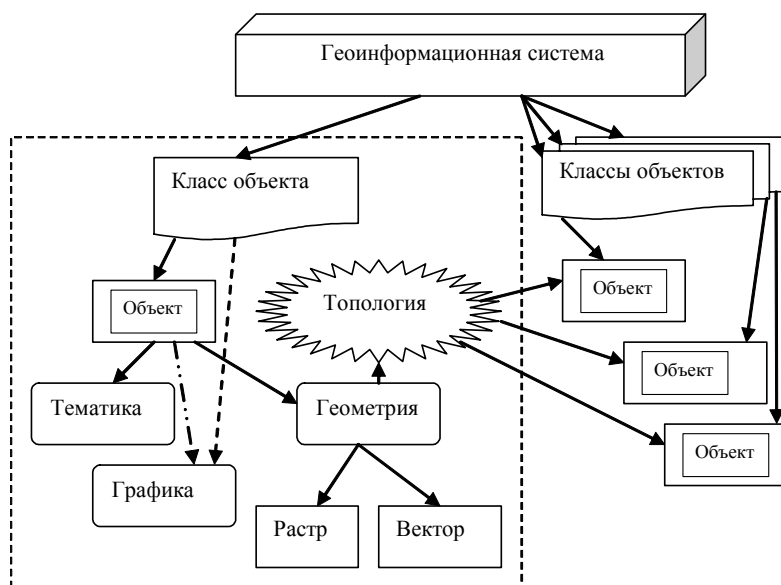 Геоинформационная система
Класс объекта
Классы объектов
Объект
Топология
Объект
Объект
Тематика
Геометрия
Объект
Графика
Растр
Вектор